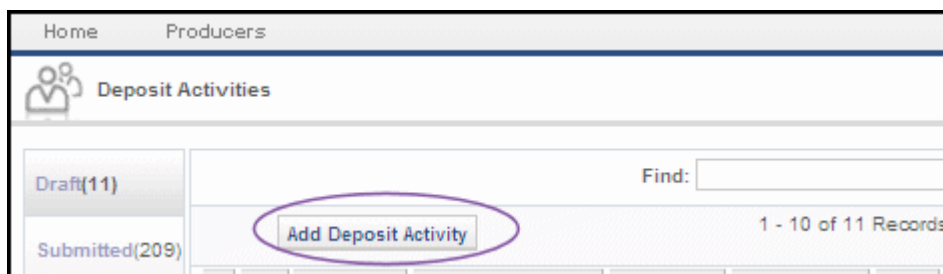 Home Producers
Deposit Activities
Draft(11)
Find:
Add Deposit Activity
1 - 10 of 11 Records
Submitted(209)